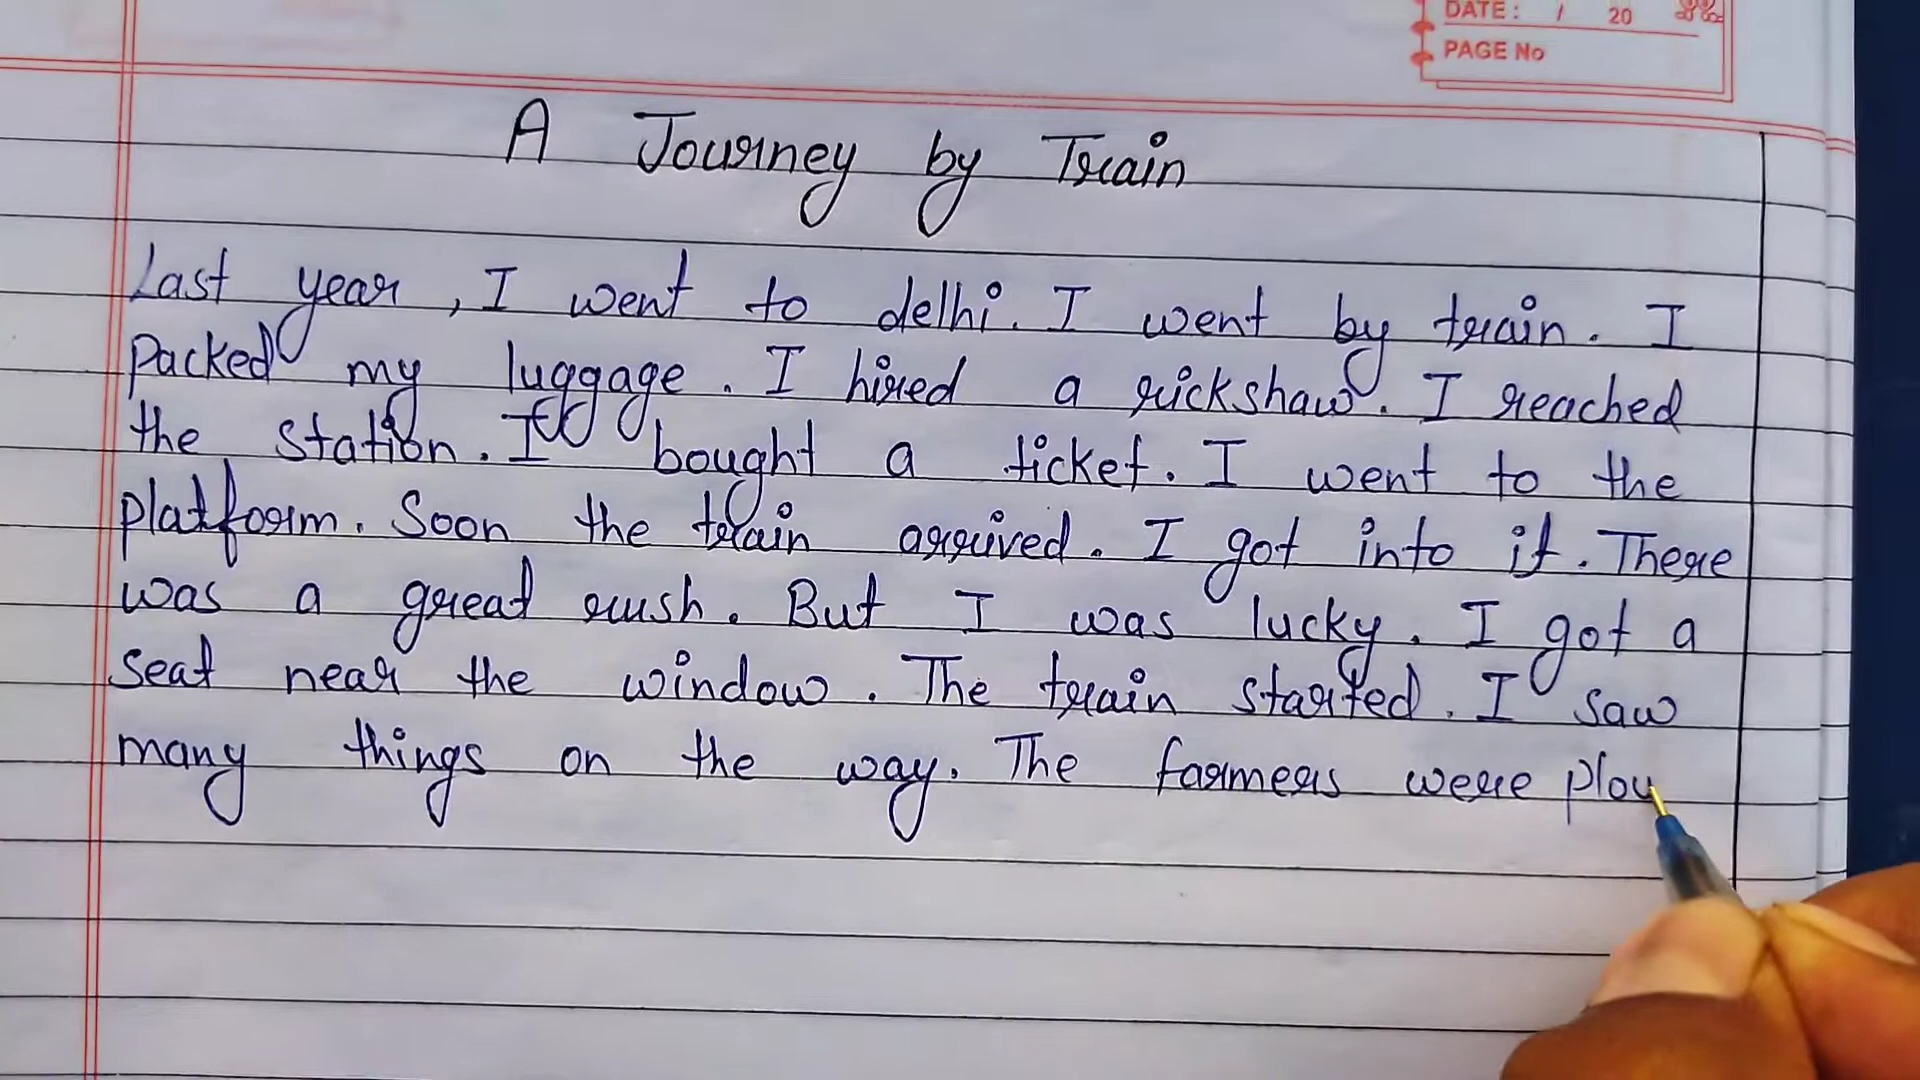 DATE: / 20
PAGE No
A Journey by Train
Last year, I went to delhi. I went by train. I
Packed my luggage. I hired a rickshaw. I reached
the station. I bought a ticket. I went to the
platform. Soon the train arrived. I got into it. There
was a great rush. But I was lucky. I got a
seat near the window. The train started. I saw
many things on the way. The farmers were plou